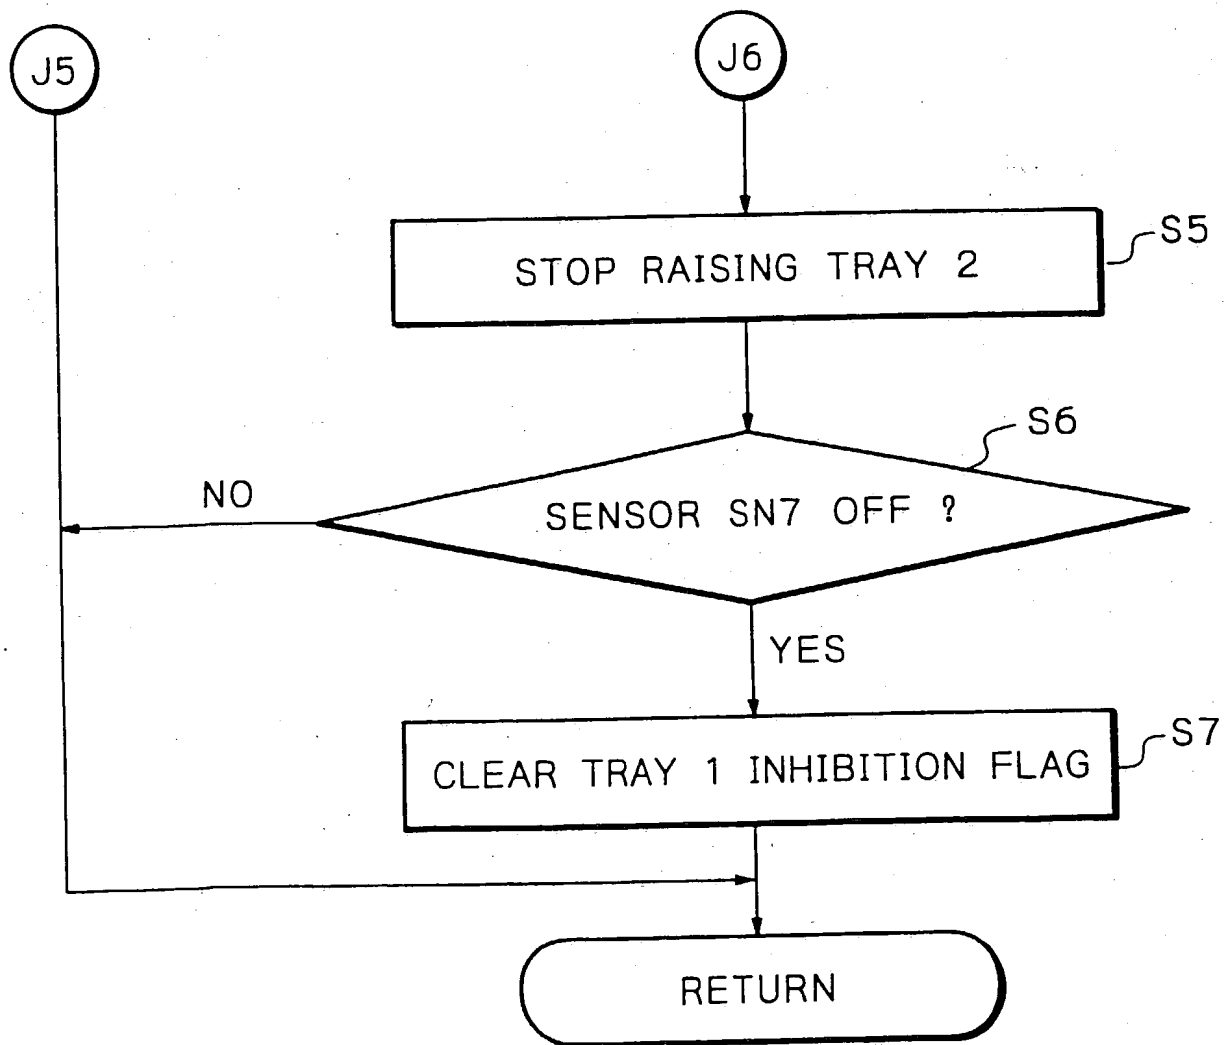 J5
J6
STOP RAISING TRAY 2
S5
SENSOR SN7 OFF ?
S6
NO
YES
CLEAR TRAY 1 INHIBITION FLAG
S7
RETURN